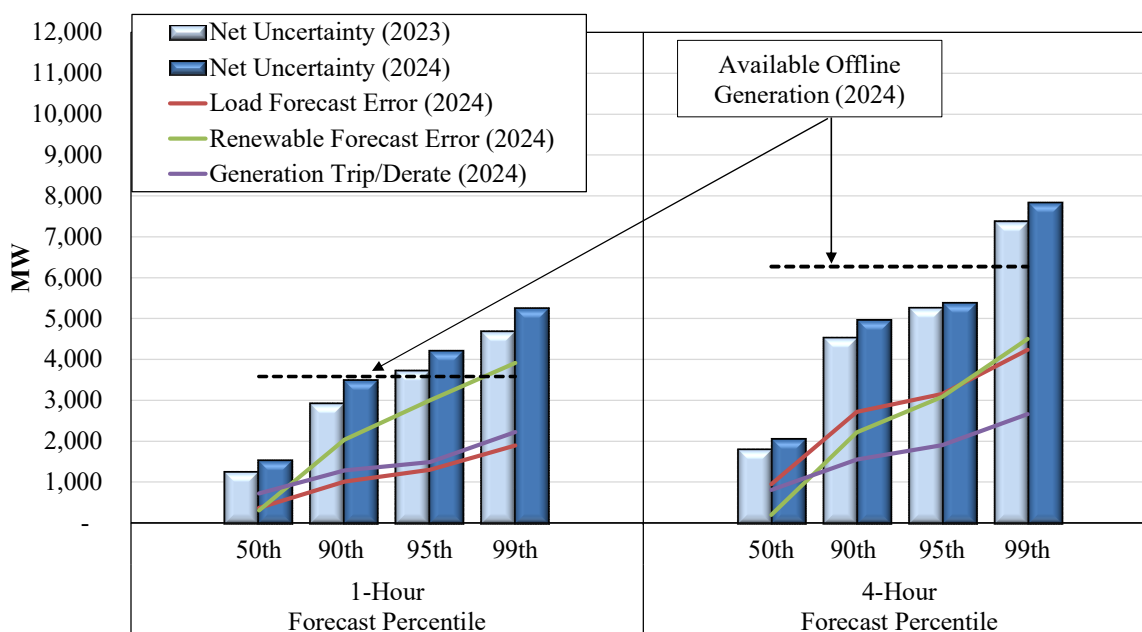 Net Uncertainty (2023)
Net Uncertainty (2024)
Load Forecast Error (2024)
Renewable Forecast Error (2024)
Generation Trip/Derate (2024)
Available Offline
Generation (2024)
MW
12,000
11,000
10,000
9,000
8,000
7,000
6,000
5,000
4,000
3,000
2,000
1,000
-
50th 90th 95th 99th 50th 90th 95th 99th
1-Hour 4-Hour
Forecast Percentile Forecast Percentile